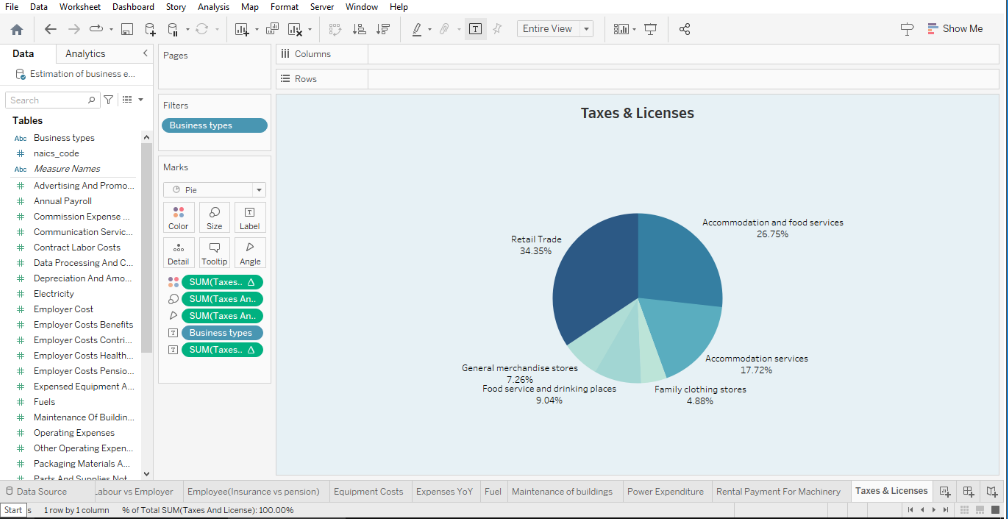 File Data Worksheet Dashboard Story Analysis Map Format Server Window Help
Entire View
Show Me
Data Analytics
Estimation of business e...
Search
Tables
Abc Business types
# naics_code
Abc Measure Names
# Advertising And Promo...
# Annual Payroll
# Commission Expense ...
# Communication Servic...
# Contract Labor Costs
# Data Processing And C...
# Depreciation And Amo...
# Electricity
# Employer Cost
# Employer Costs Benefits
# Employer Costs Contri...
# Employer Costs Health...
# Employer Costs Pensio...
# Expensed Equipment A...
# Fuels
# Maintenance Of Buildin...
# Operating Expenses
# Other Operating Expen...
# Packaging Materials A...
# Parts And Supplies Not
Pages
Filters
Business types
Marks
Pie
Color Size Label
Detail Tooltip Angle
SUM(Taxes.. Δ
SUM(Taxes An..
SUM(Taxes An..
Business types
SUM(Taxes.. Δ
Columns
Rows
Taxes & Licenses
Accommodation and food services
26.75%
Retail Trade
34.35%
Accommodation services
17.72%
General merchandise stores
7.26%
Food service and drinking places
9.04%
Family clothing stores
4.88%
Data Source Labour vs Employer Employee(Insurance vs pension) Equipment Costs Expenses YoY Fuel Maintenance of buildings Power Expenditure Rental Payment For Machinery Taxes & Licenses
Start s 1 row by 1 column % of Total SUM(Taxes And License): 100.00%